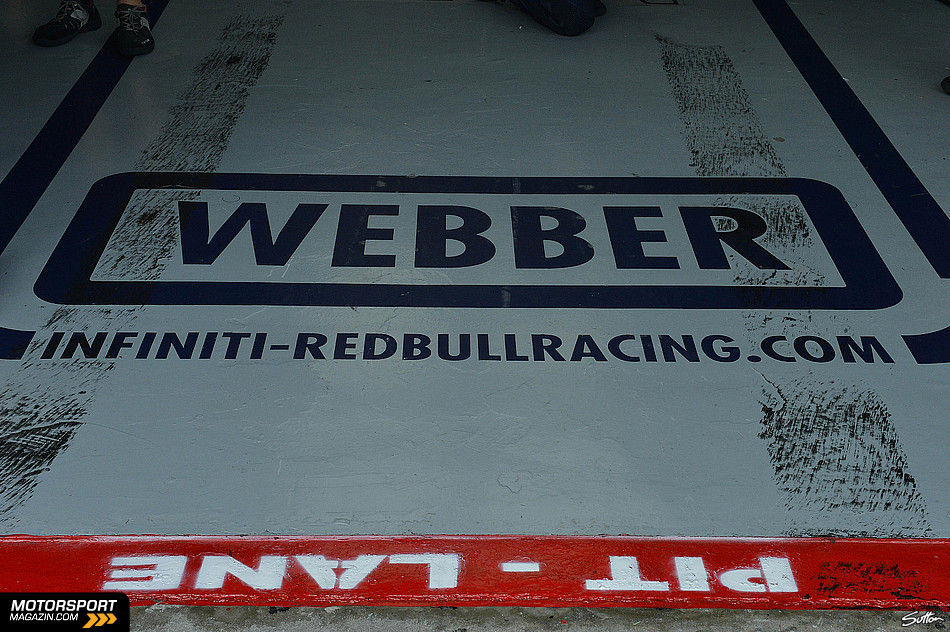 WEBBER
INFINITI-REDBULLRACING.COM
PIT - LANE
MOTORSPORT
MAGAZIN.COM
Sutton